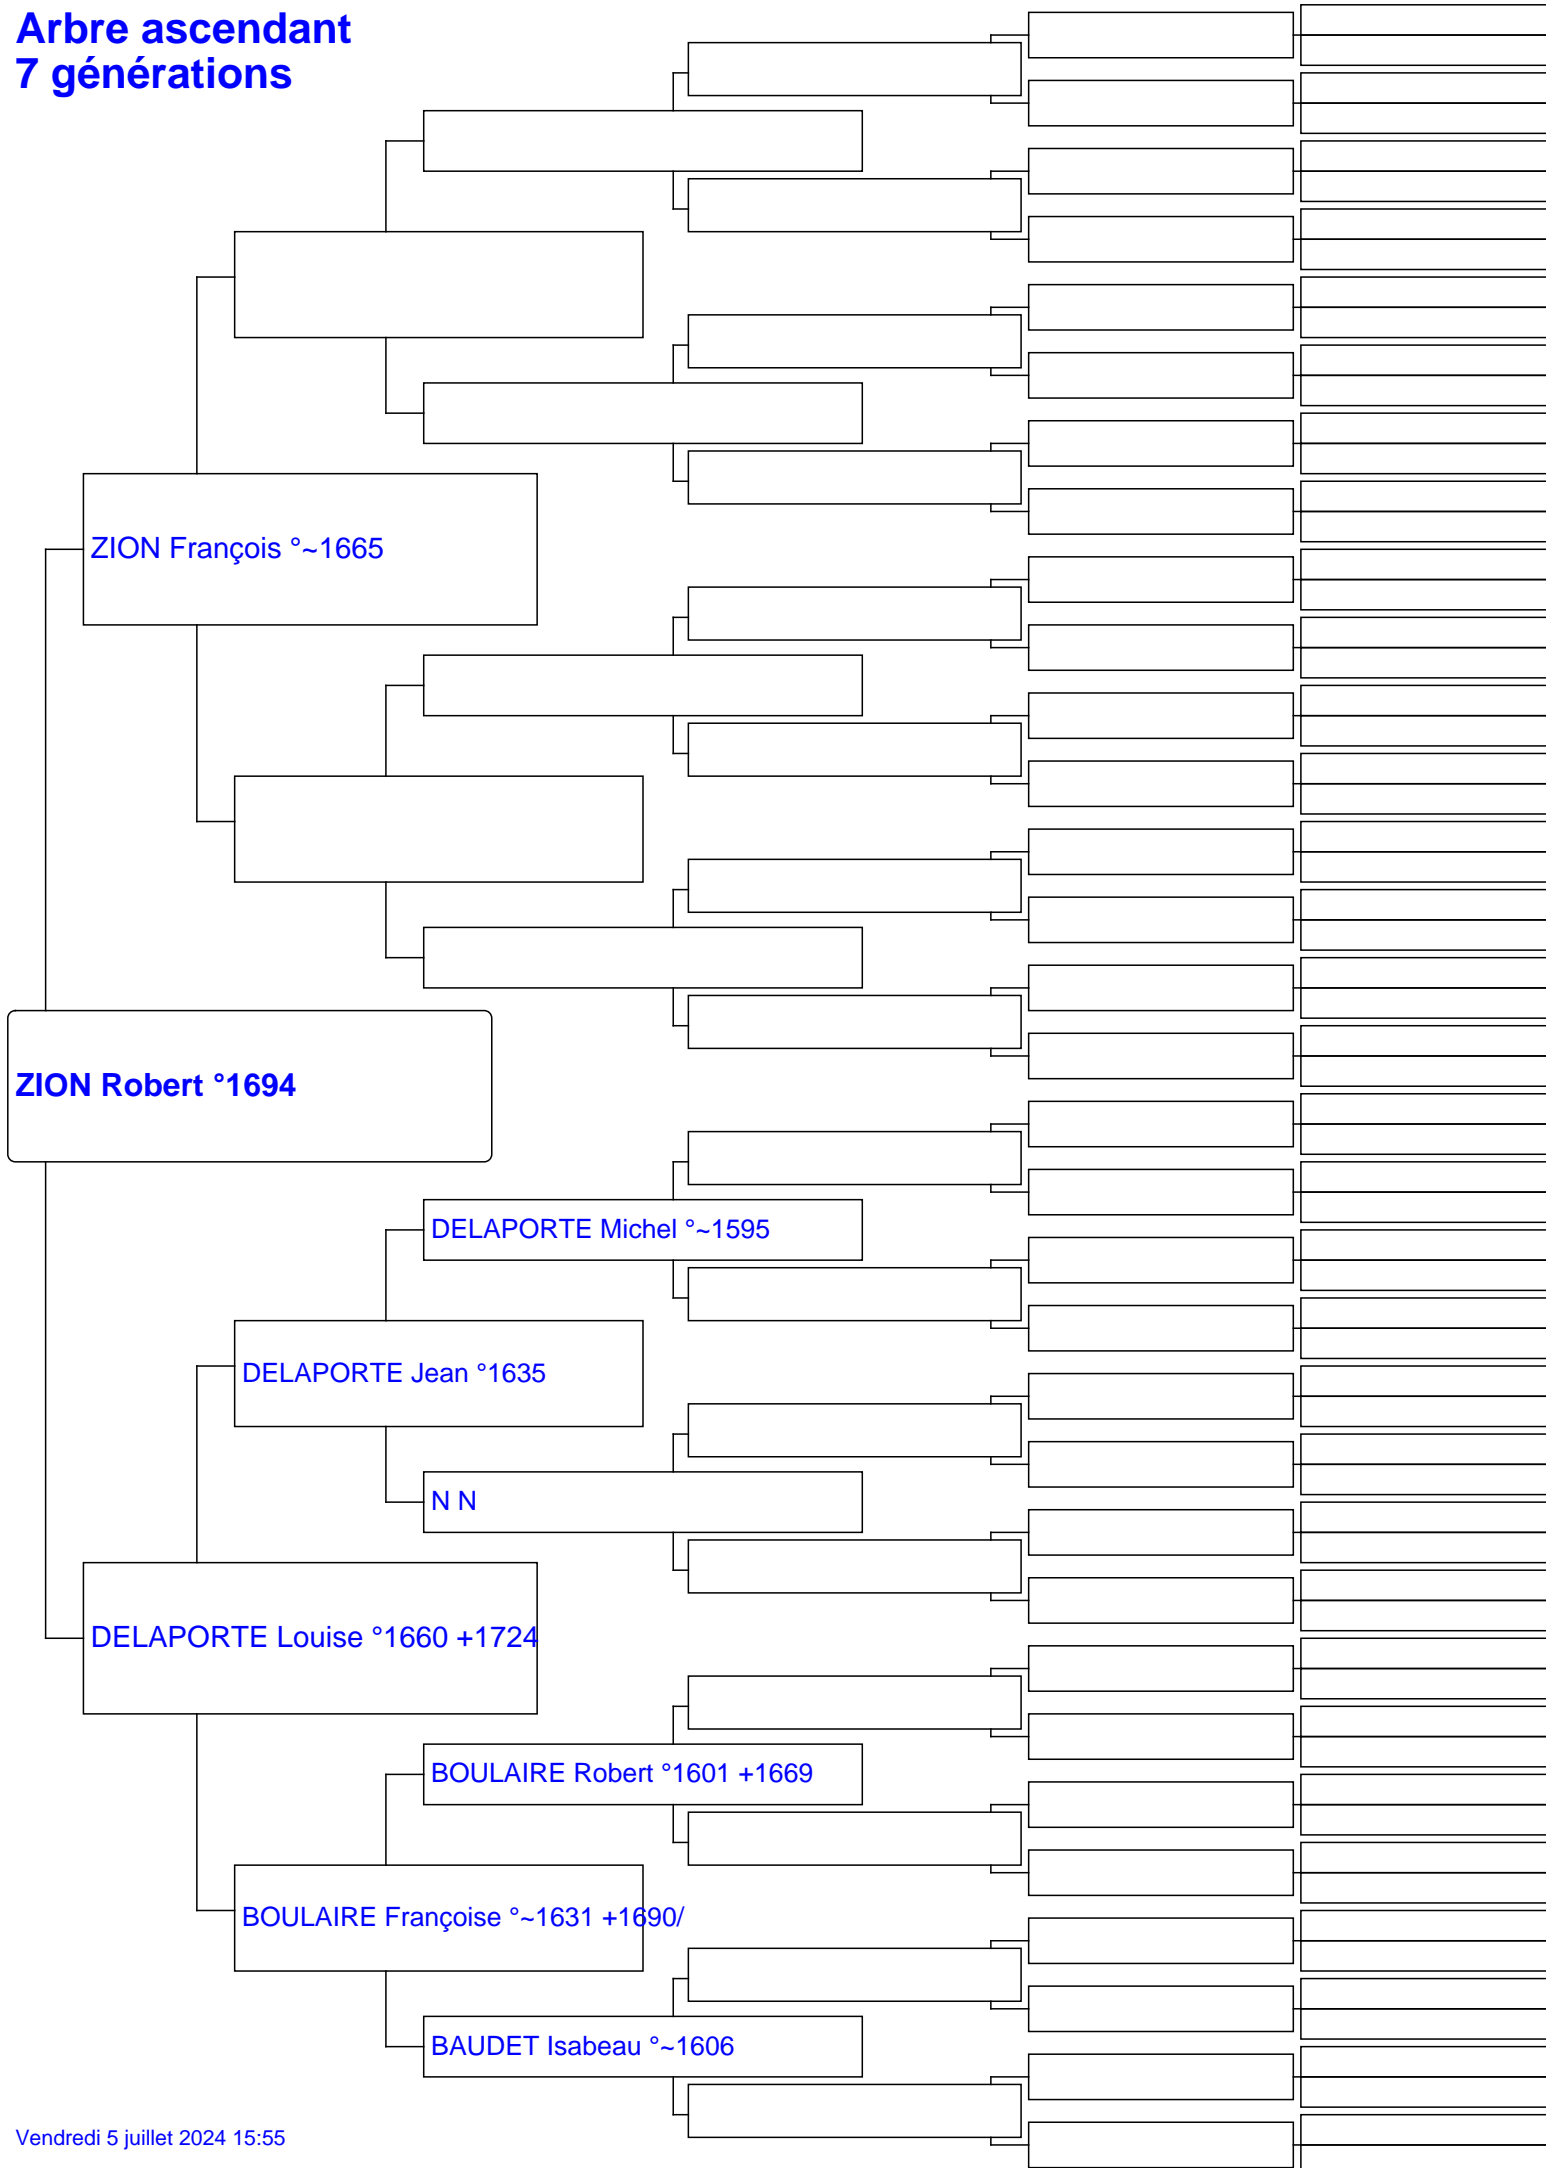 Arbre ascendant
7 générations
ZION François °~1665
ZION Robert °1694
DELAPORTE Michel °~1595
DELAPORTE Jean °1635
N N
DELAPORTE Louise °1660 +1724
BOULAIRE Robert °1601 +1669
BOULAIRE Françoise °~1631 +1690/
BAUDET Isabeau °~1606
Vendredi 5 juillet 2024 15:55